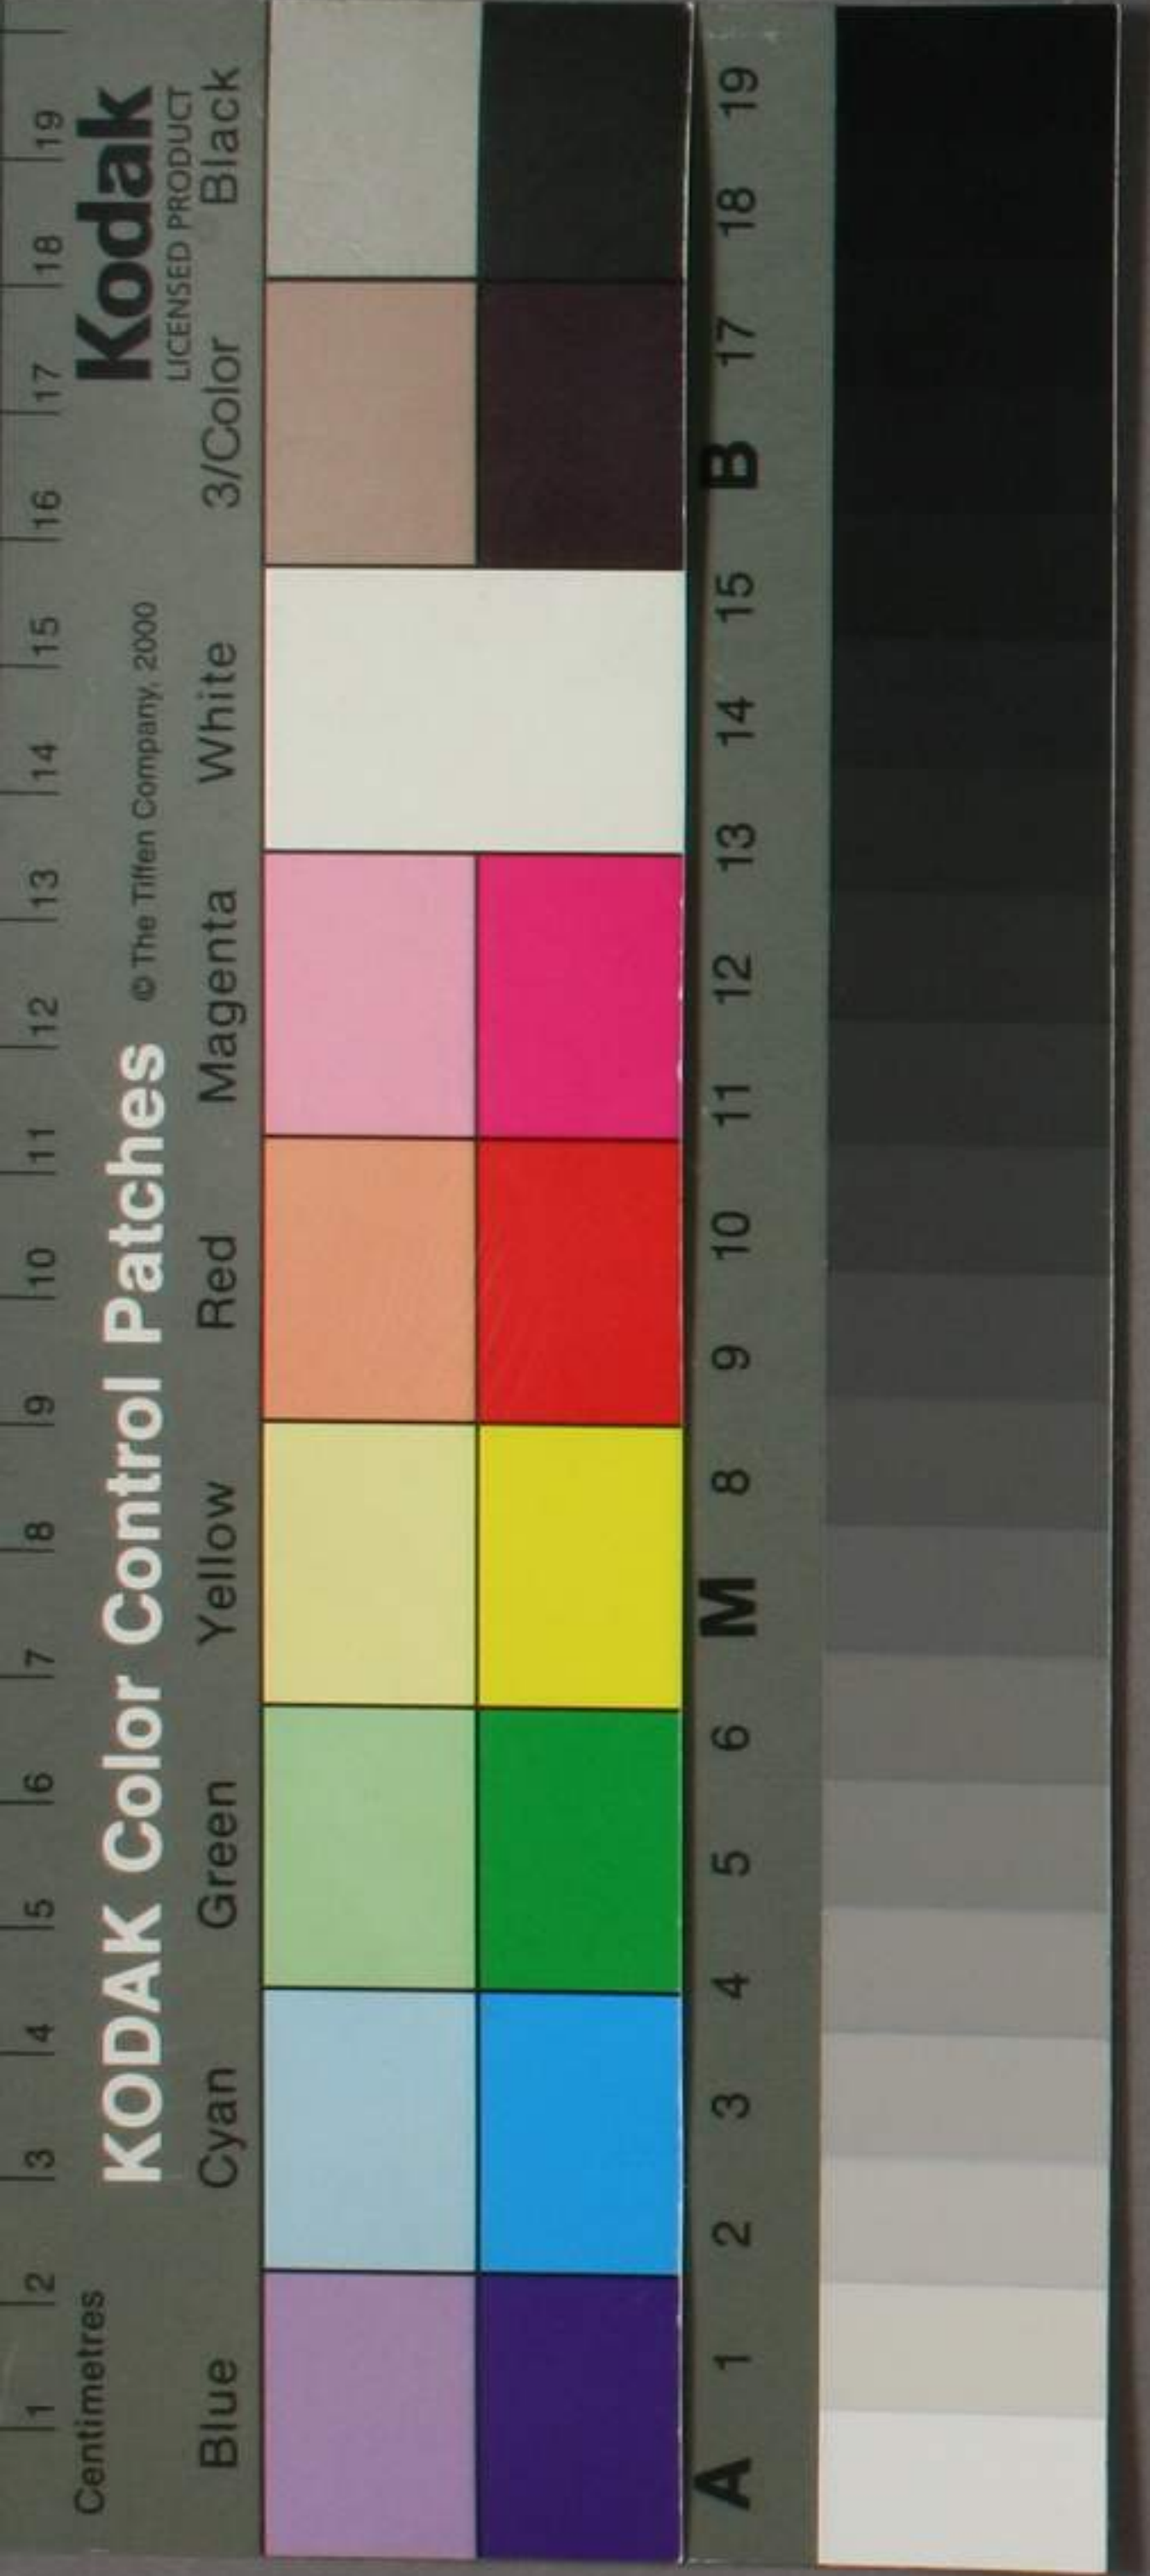 1 2 3 4 5 6 7 8 9 10 11 12 13 14 15 16 17 18 19
Centimetres
KODAK Color Control Patches © The Tiffen Company, 2000 Kodak
LICENSED PRODUCT
Blue Cyan Green Yellow Red Magenta White 3/Color Black
A 1 2 3 4 5 6 M 8 9 10 11 12 13 14 15 B 17 18 19